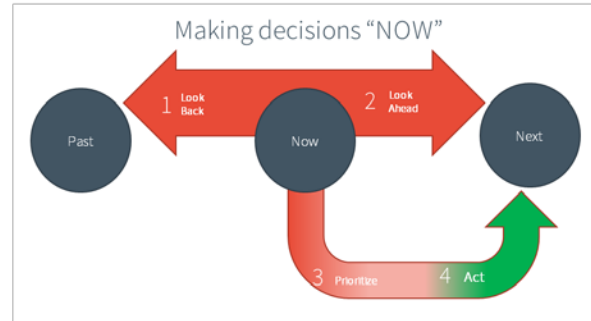 Making decisions “NOW”
1 Look
Back
2 Look
Ahead
Past
Now
Next
3 Prioritize
4 Act